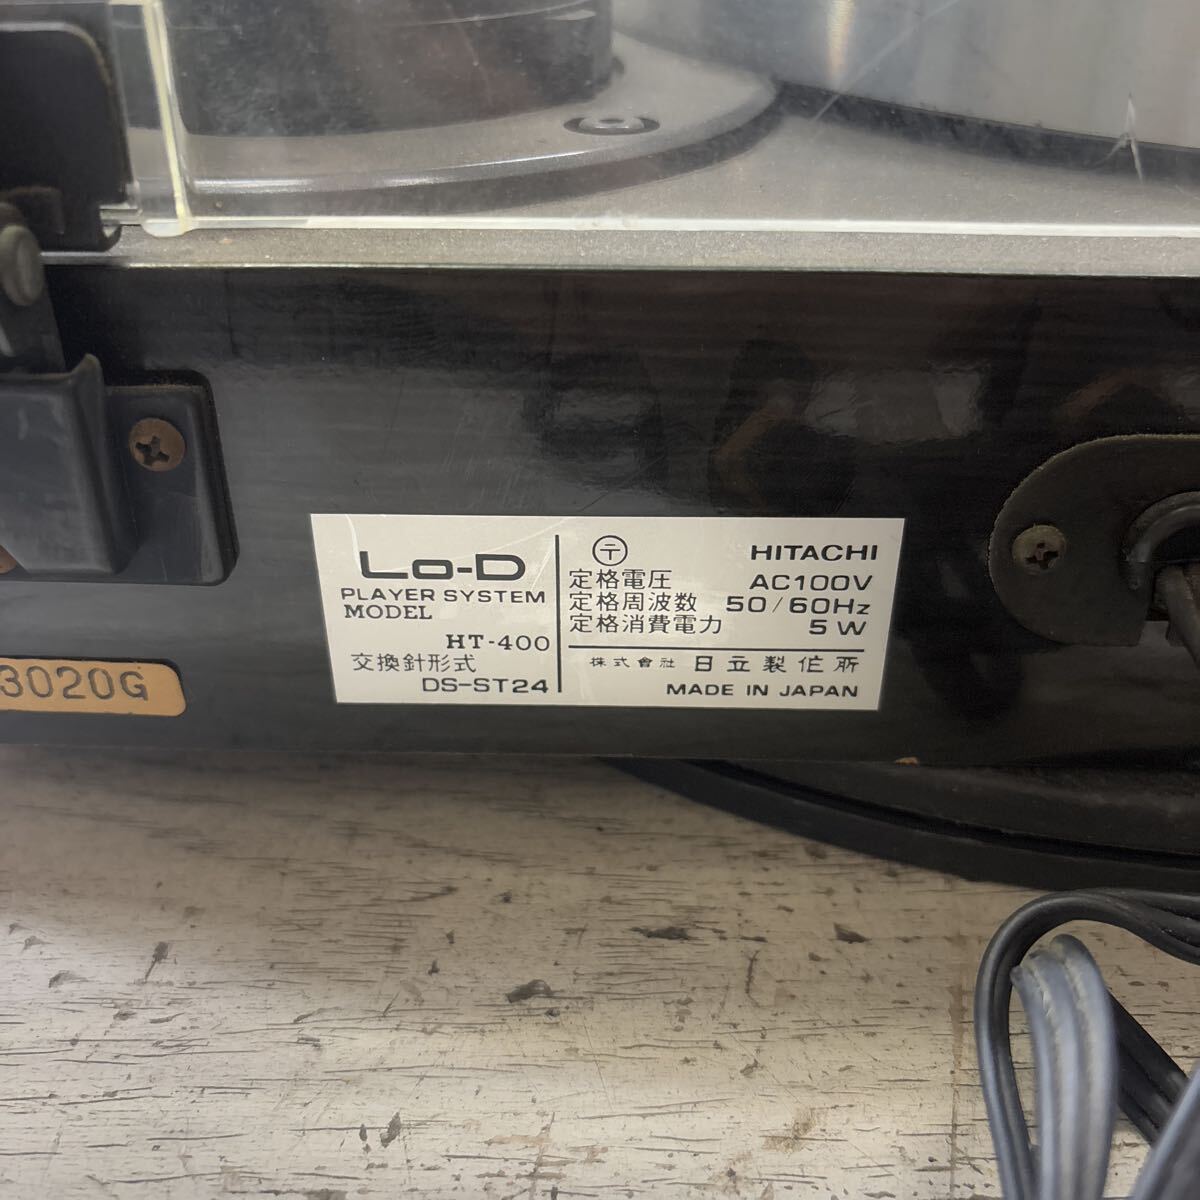 Lo-D
PLAYER SYSTEM
MODEL
HT-400
交換針形式
DS-ST24
〒 HITACHI
定格電圧 AC100V
定格周波数 50/60Hz
定格消費電力 5W
株式會社 日立製作所
MADE IN JAPAN
3020G